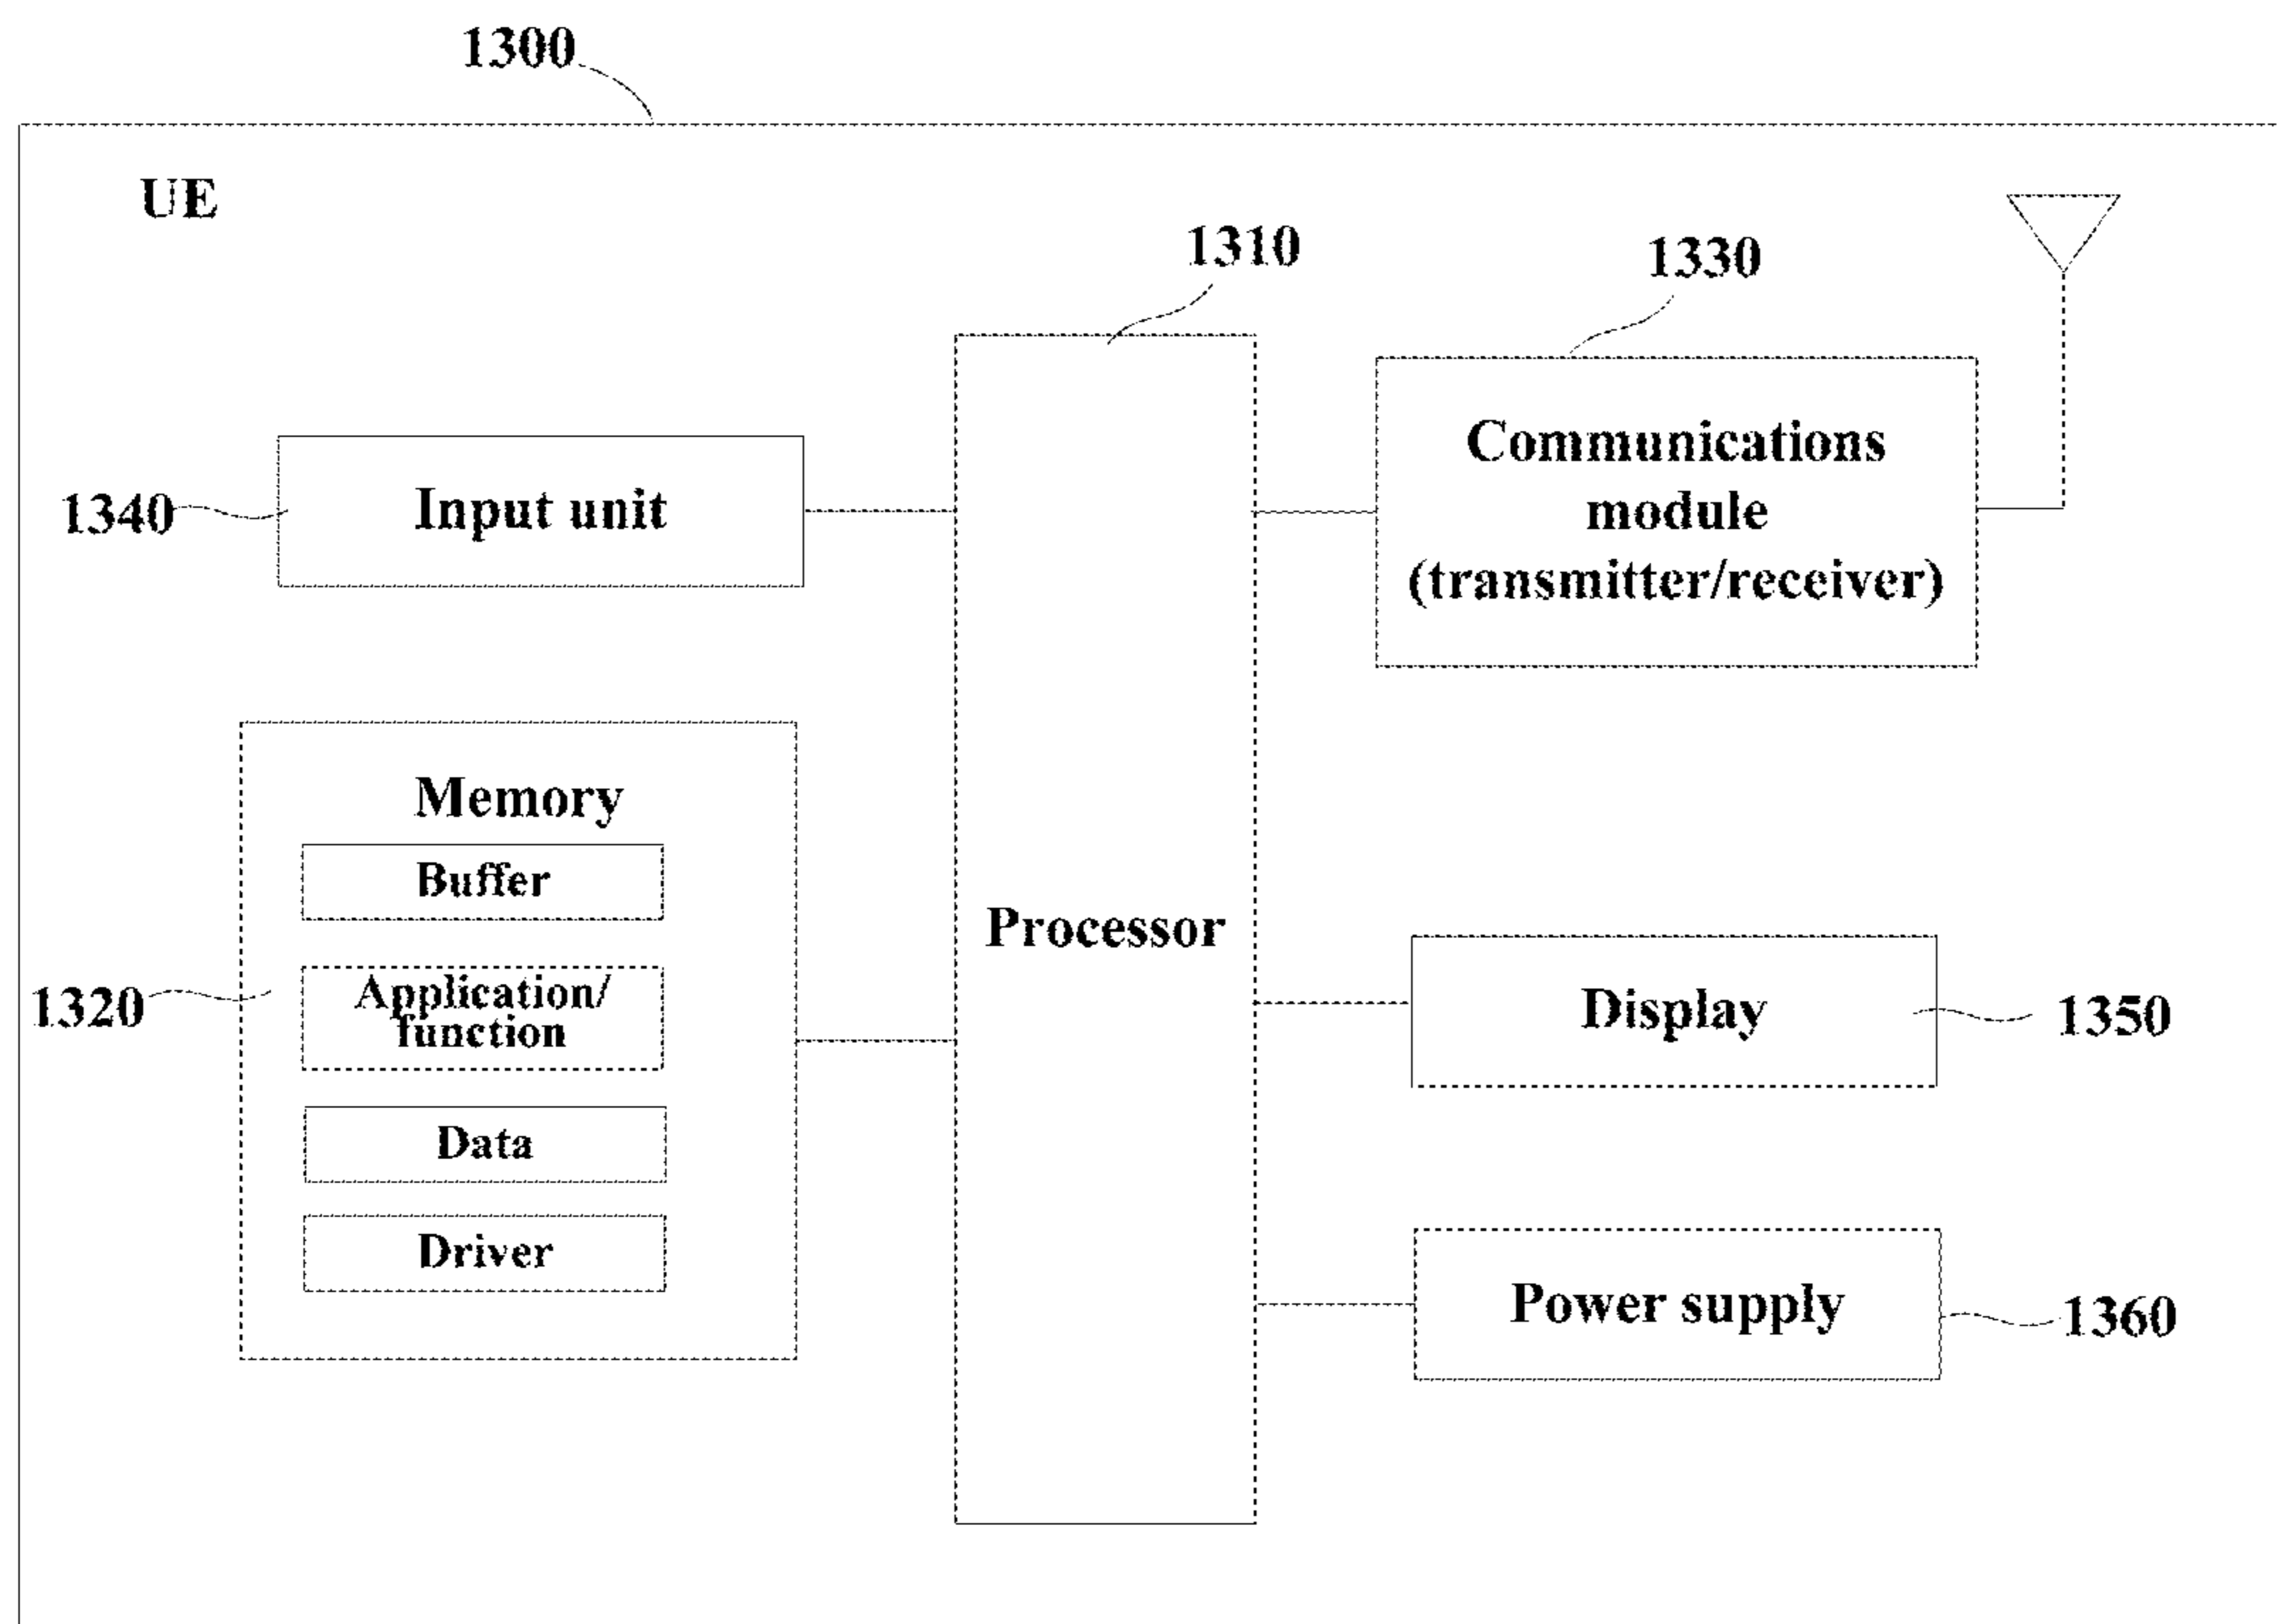 1300
UE
1310
1330
Communications
module
(transmitter/receiver)
1340
Input unit
Memory
Buffer
Application/
function
Data
Driver
1320
Processor
Display
1350
Power supply
1360